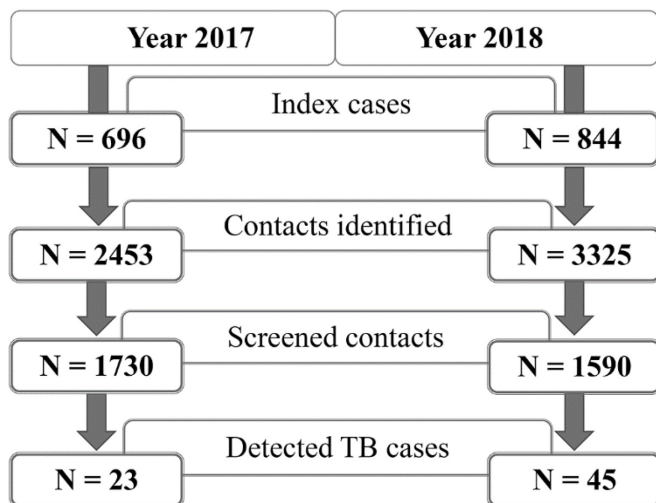 Year 2017
Year 2018
Index cases
N = 696
N = 844
Contacts identified
N = 2453
N = 3325
Screened contacts
N = 1730
N = 1590
Detected TB cases
N = 23
N = 45